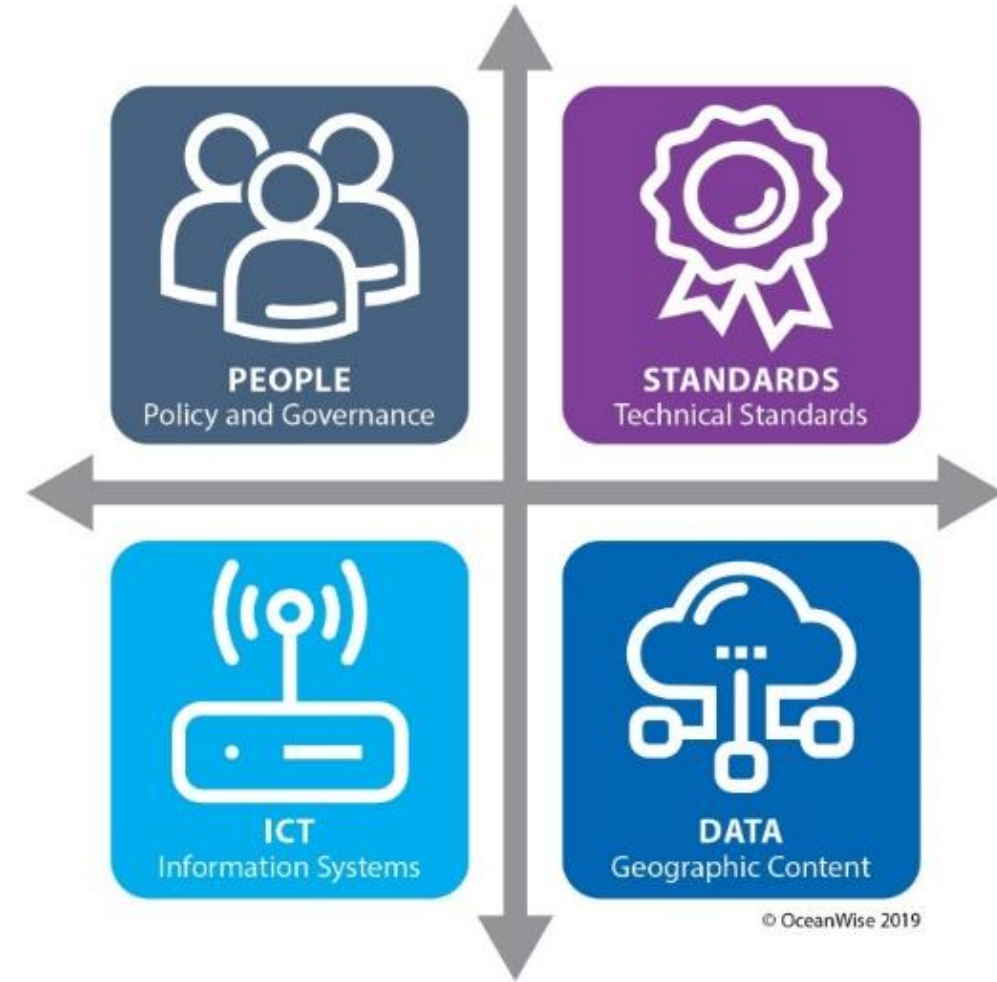 PEOPLE
Policy and Governance
STANDARDS
Technical Standards
ICT
Information Systems
DATA
Geographic Content
© OceanWise 2019